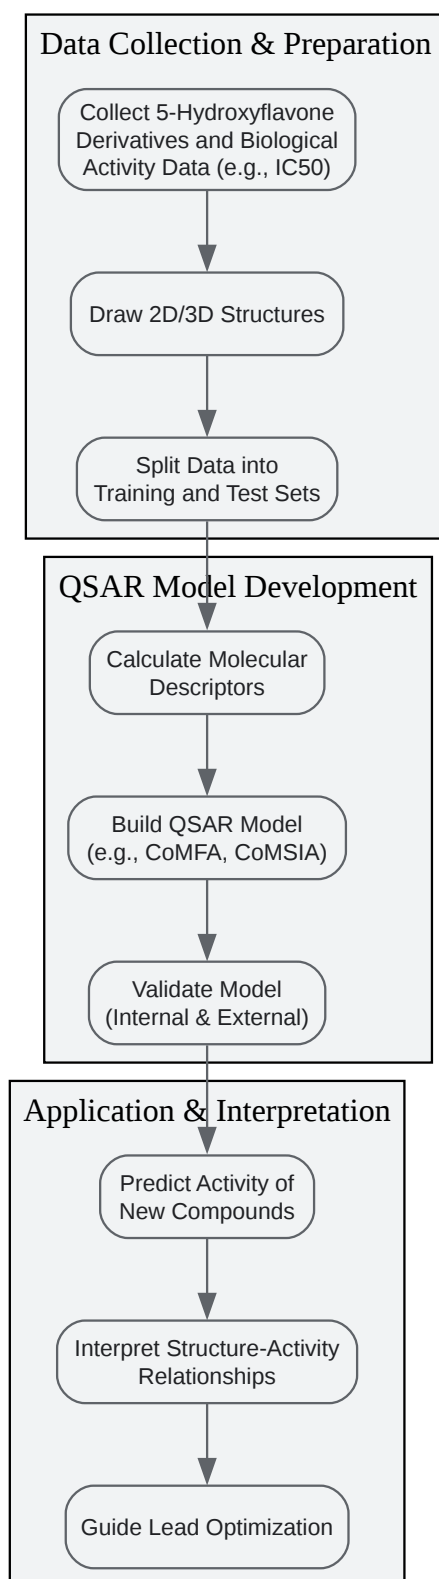 Data Collection & Preparation
Collect 5-Hydroxyflavone
Derivatives and Biological
Activity Data (e.g., IC50)
Draw 2D/3D Structures
Split Data into
Training and Test Sets
QSAR Model Development
Calculate Molecular
Descriptors
Build QSAR Model
(e.g., CoMFA, CoMSIA)
Validate Model
(Internal & External)
Application & Interpretation
Predict Activity of
New Compounds
Interpret Structure-Activity
Relationships
Guide Lead Optimization